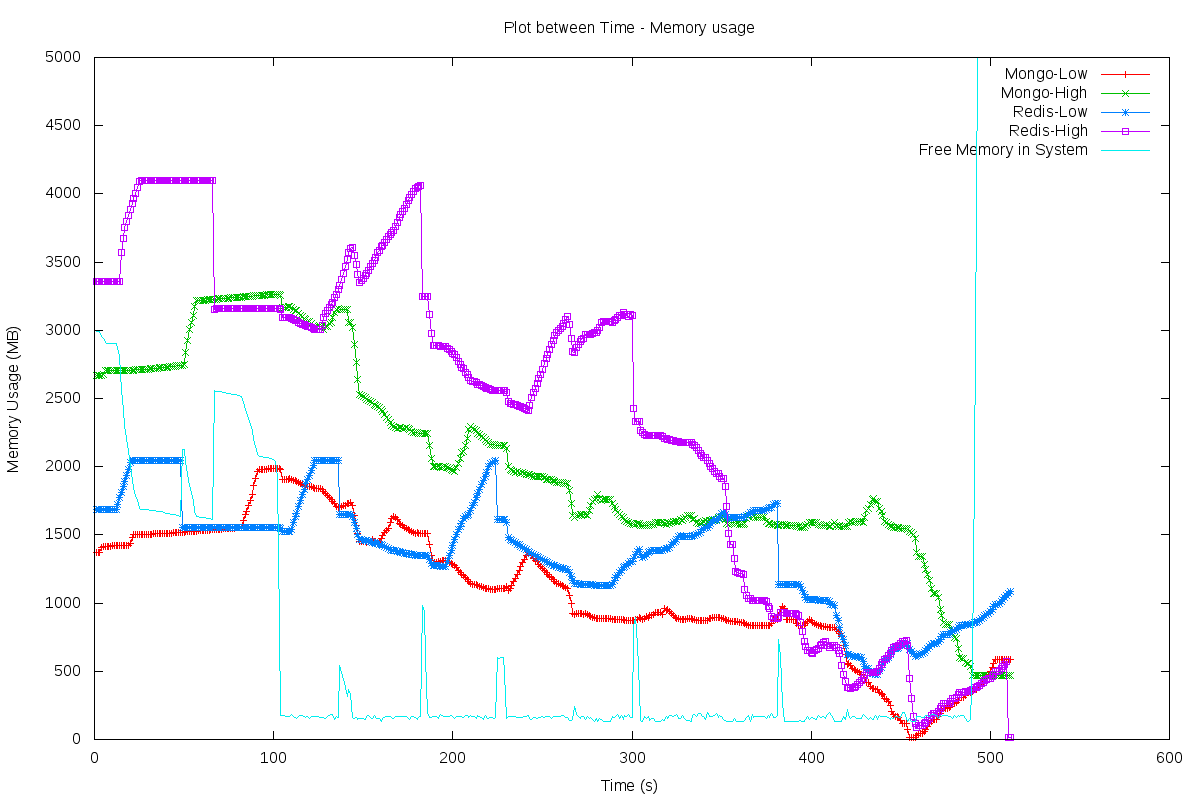 Plot between Time - Memory usage
Mongo-Low
Mongo-High
Redis-Low
Redis-High
Free Memory in System
Memory Usage (MB)
5000
4500
4000
3500
3000
2500
2000
1500
1000
500
0
0 100 200 300 400 500 600
Time (s)